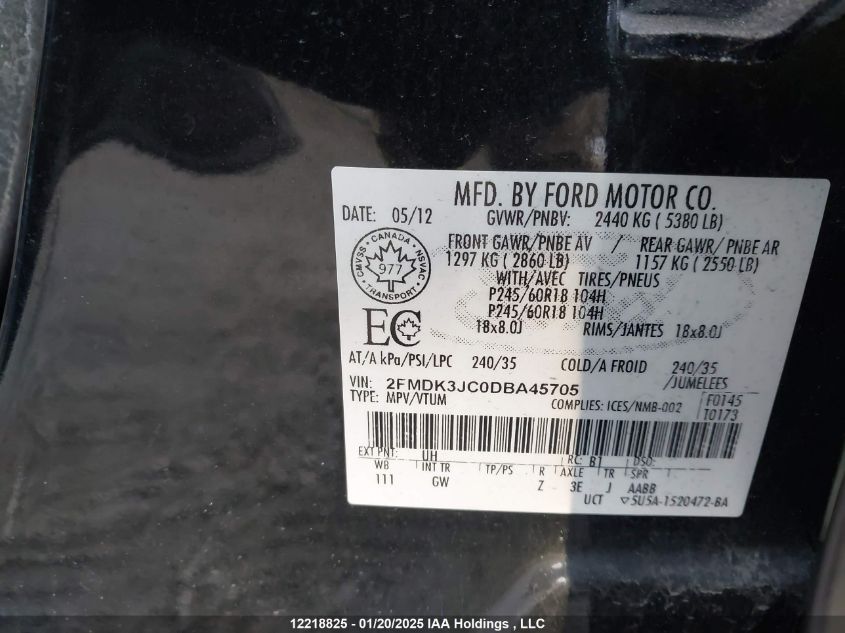 MFD. BY FORD MOTOR CO.
DATE: 05/12 GVWR/PNBV: 2440 KG ( 5380 LB)
FRONT GAWR/PNBE AV / REAR GAWR/ PNBE AR
1297 KG ( 2860 LB) 1157 KG ( 2550 LB)
WITH/AVEC TIRES/PNEUS
P245/60R18 104H
P245/60R18 104H
18x8.0J RIMS/JANTES 18x8.0J
CANADA
CMVSS NSVAC
977
TRANSPORT
EC
AT/A kPa/PSI/LPC 240/35 COLD/A FROID 240/35
/JUMELEES
VIN: 2FMDK3JC0DBA45705
TYPE: MPV/VTUM COMPLIES: ICES/NMB-002 F0145
T0173
EXT PNT: UH RC: B1 DSO:
WB INT TR TP/PS R AXLE TR SPR
111 GW Z 3E J AABB
UCT ▽5U5A-1520472-BA
12218825 - 01/20/2025 IAA Holdings , LLC